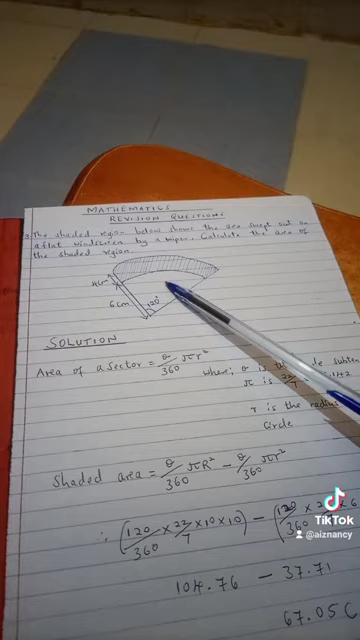 MATHEMATICS
REVISION QUESTIONS
The shaded region below shows the area swept out on
a flat windscreen by a wiper. Calculate the area of
the shaded region.
4cm
6cm
120°
SOLUTION
Area of a sector = θ/360 πr²
where; θ is
π is 22/7
r is the radius
circle
Shaded area = θ/360 πR² - θ/360 πr²
∴ (120/360 × 22/7 × 10 × 10) - (120/360 × × 6
104.76 - 37.71
67.05
TikTok
@aiznancy